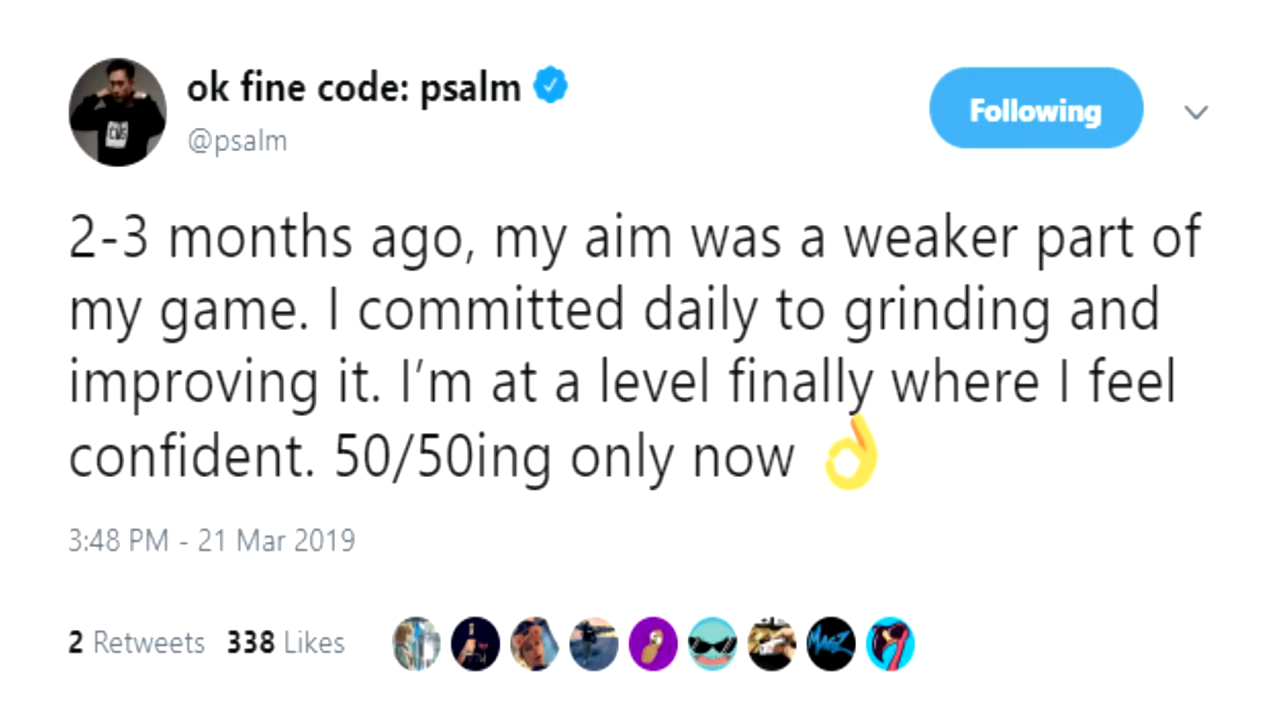 ok fine code: psalm
@psalm
Following
2-3 months ago, my aim was a weaker part of
my game. I committed daily to grinding and
improving it. I’m at a level finally where I feel
confident. 50/50ing only now 👌
3:48 PM - 21 Mar 2019
2 Retweets 338 Likes